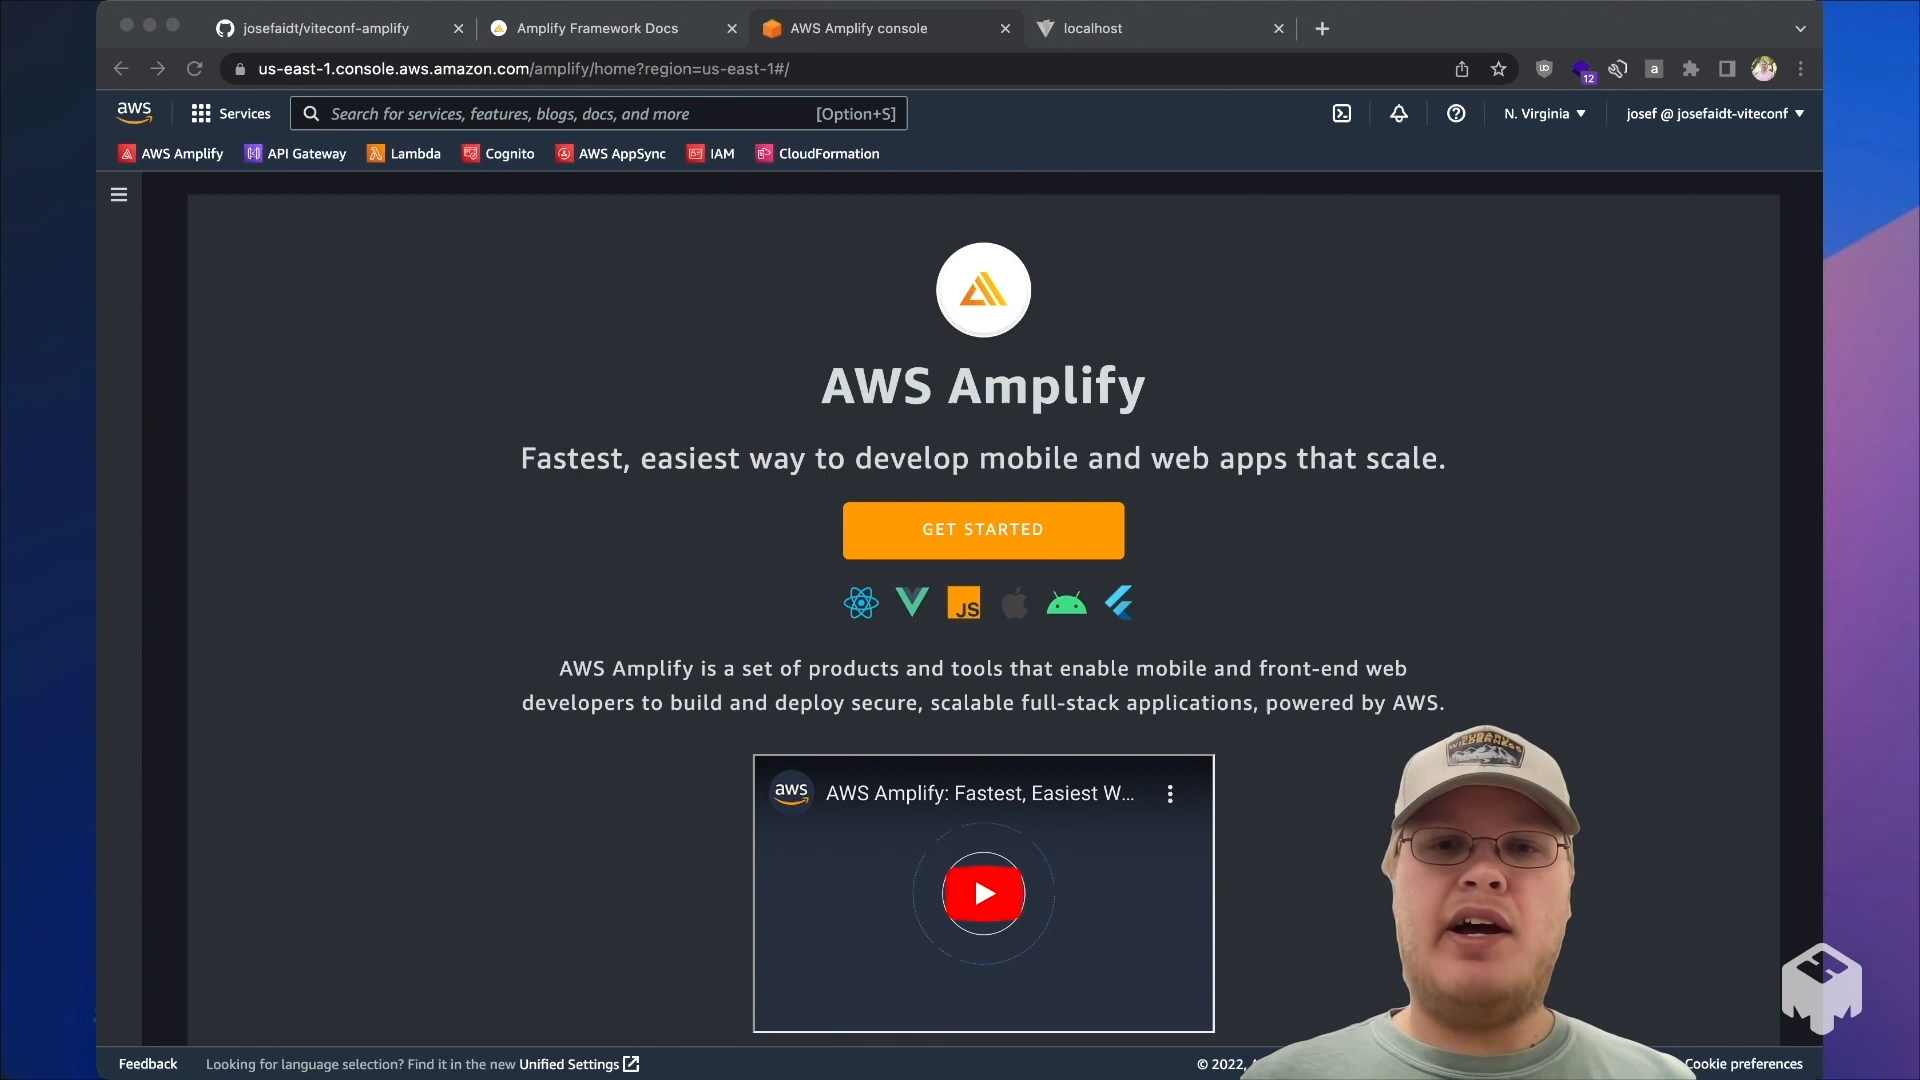 josefaidt/viteconf-amplify
Amplify Framework Docs
AWS Amplify console
localhost
us-east-1.console.aws.amazon.com/amplify/home?region=us-east-1#/
12
a
aws
Services
Search for services, features, blogs, docs, and more
[Option+S]
N. Virginia
josef @ josefaidt-viteconf
AWS Amplify
API Gateway
Lambda
Cognito
AWS AppSync
IAM
CloudFormation
AWS Amplify
Fastest, easiest way to develop mobile and web apps that scale.
GET STARTED
JS
AWS Amplify is a set of products and tools that enable mobile and front-end web
developers to build and deploy secure, scalable full-stack applications, powered by AWS.
aws
AWS Amplify: Fastest, Easiest W...
SUBARU
WILDERNESS
Feedback
Looking for language selection? Find it in the new Unified Settings
© 2022,
Cookie preferences